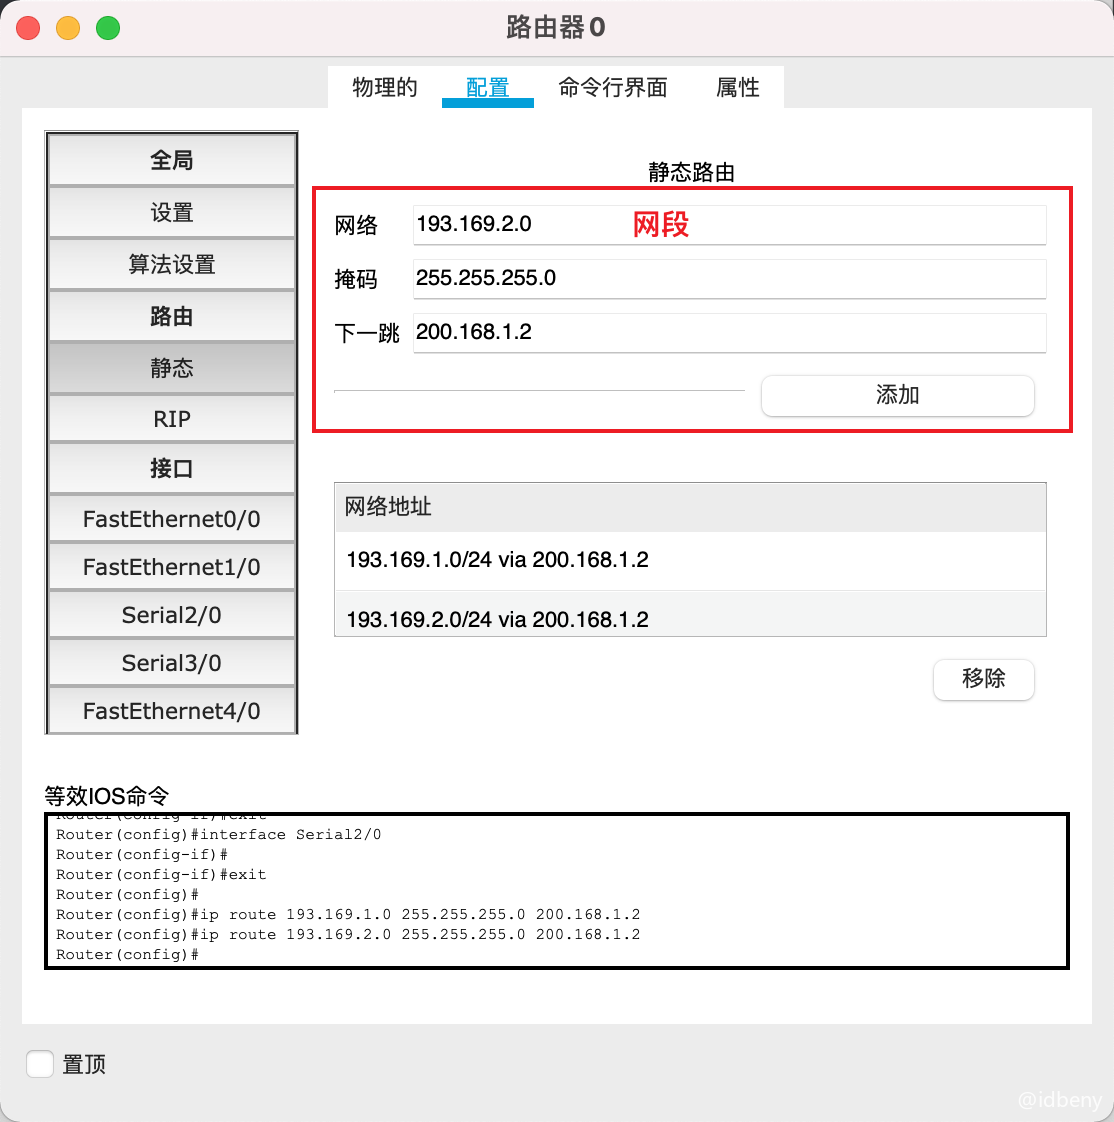 路由器0
物理的 配置 命令行界面 属性
全局
设置
算法设置
路由
静态
RIP
接口
FastEthernet0/0
FastEthernet1/0
Serial2/0
Serial3/0
FastEthernet4/0
静态路由
网络 193.169.2.0 网段
掩码 255.255.255.0
下一跳 200.168.1.2
添加
网络地址
193.169.1.0/24 via 200.168.1.2
193.169.2.0/24 via 200.168.1.2
移除
等效IOS命令
Router(config-if)#exit
Router(config)#interface Serial2/0
Router(config-if)#
Router(config-if)#exit
Router(config)#
Router(config)#ip route 193.169.1.0 255.255.255.0 200.168.1.2
Router(config)#ip route 193.169.2.0 255.255.255.0 200.168.1.2
Router(config)#
置顶
@idbeny